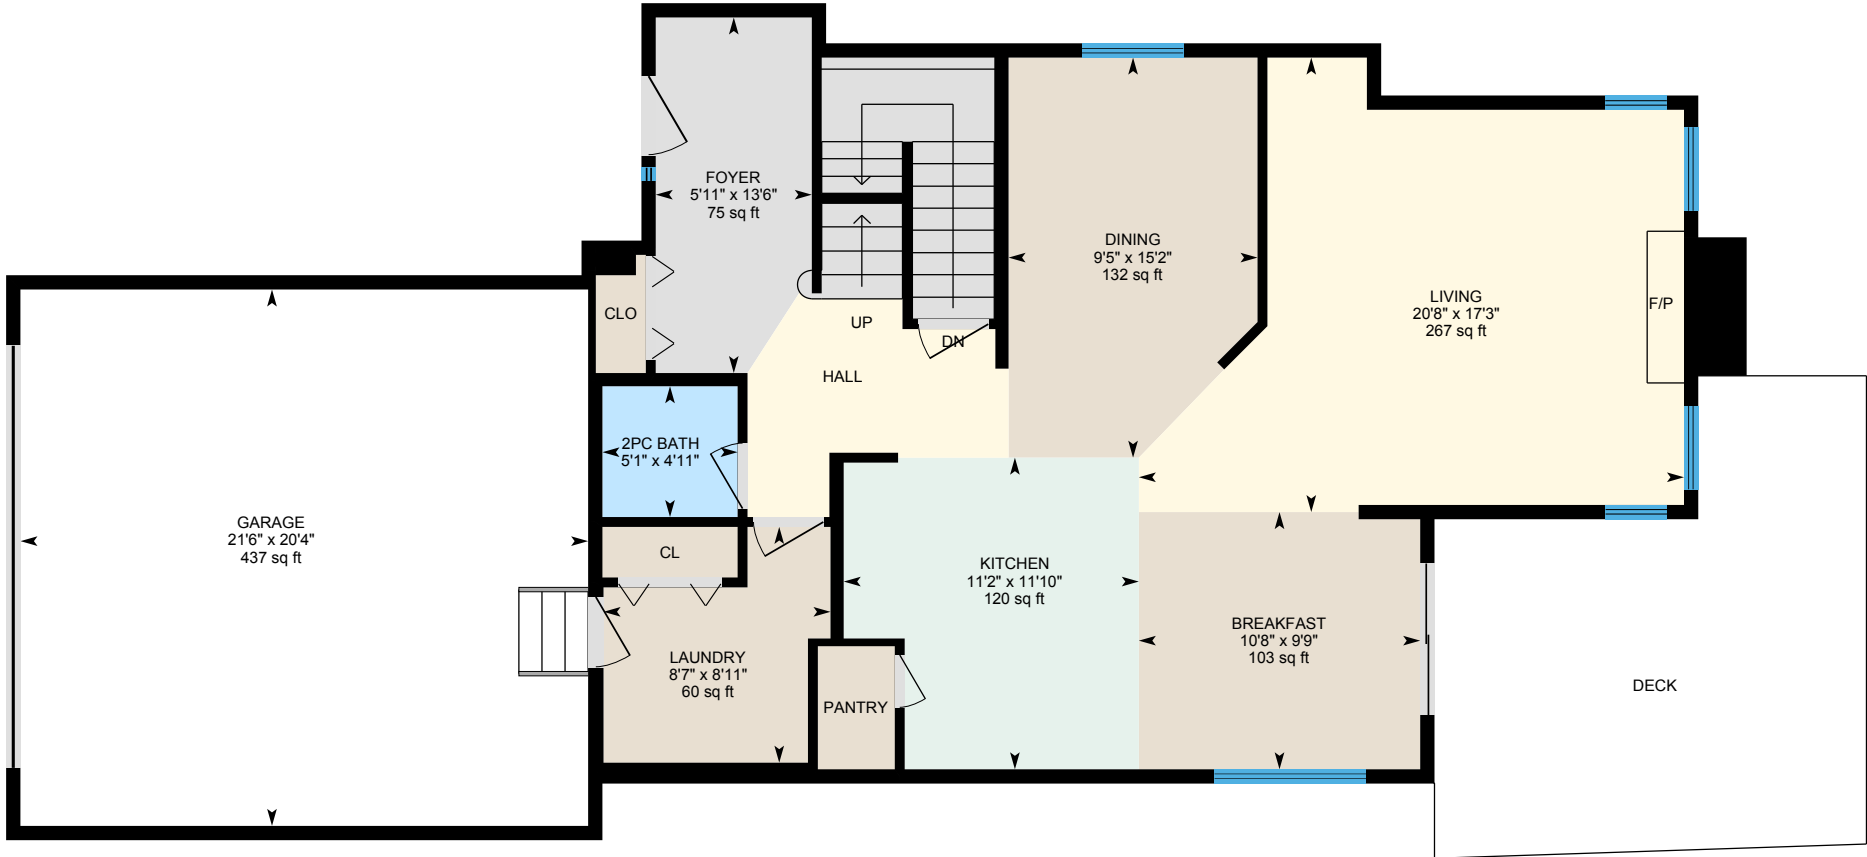 FOYER
5'11" x 13'6"
75 sq ft
DINING
9'5" x 15'2"
132 sq ft
LIVING
20'8" x 17'3"
267 sq ft
F/P
CLO
UP
DN
HALL
2PC BATH
5'1" x 4'11"
GARAGE
21'6" x 20'4"
437 sq ft
CL
KITCHEN
11'2" x 11'10"
120 sq ft
BREAKFAST
10'8" x 9'9"
103 sq ft
LAUNDRY
8'7" x 8'11"
60 sq ft
PANTRY
DECK